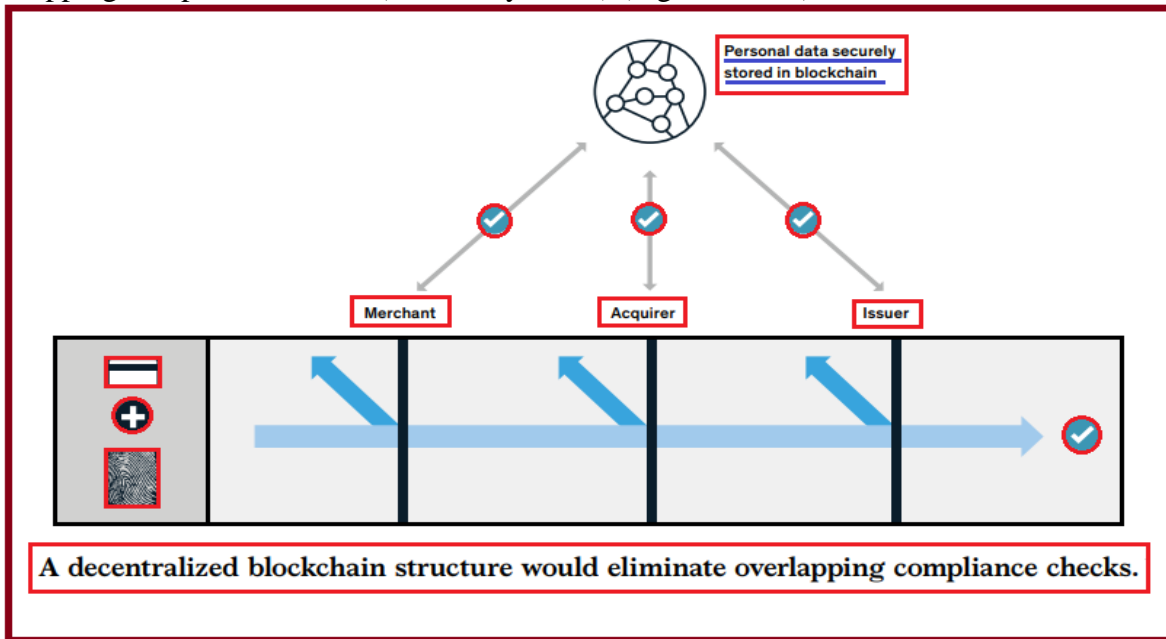 Personal data securely
stored in blockchain
Merchant
Acquirer
Issuer
A decentralized blockchain structure would eliminate overlapping compliance checks.